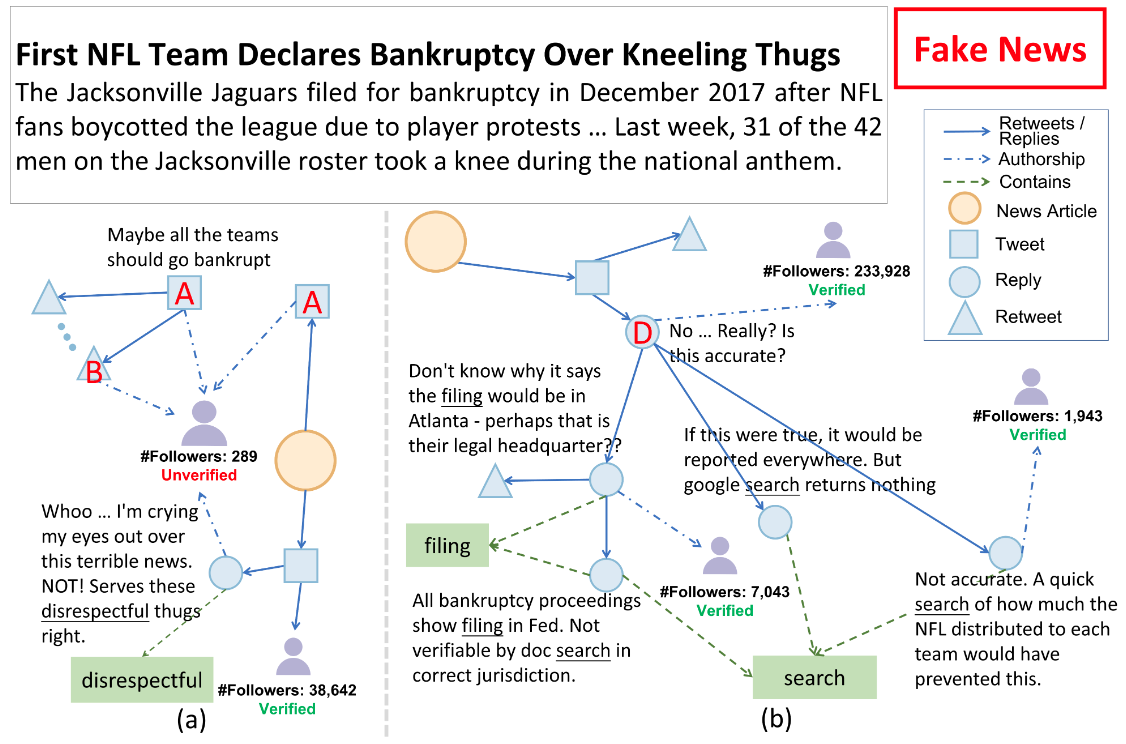 First NFL Team Declares Bankruptcy Over Kneeling Thugs
The Jacksonville Jaguars filed for bankruptcy in December 2017 after NFL
fans boycotted the league due to player protests ... Last week, 31 of the 42
men on the Jacksonville roster took a knee during the national anthem.
Fake News
Retweets /
Replies
Authorship
Contains
News Article
Tweet
Reply
Retweet
Maybe all the teams
should go bankrupt
A
A
B
#Followers: 289
Unverified
Whoo ... I'm crying
my eyes out over
this terrible news.
NOT! Serves these
disrespectful thugs
right.
disrespectful
#Followers: 38,642
Verified
(a)
#Followers: 233,928
Verified
D
No ... Really? Is
this accurate?
Don't know why it says
the filing would be in
Atlanta - perhaps that is
their legal headquarter??
#Followers: 1,943
Verified
If this were true, it would be
reported everywhere. But
google search returns nothing
filing
#Followers: 7,043
Verified
All bankruptcy proceedings
show filing in Fed. Not
verifiable by doc search in
correct jurisdiction.
Not accurate. A quick
search of how much the
NFL distributed to each
team would have
prevented this.
search
(b)